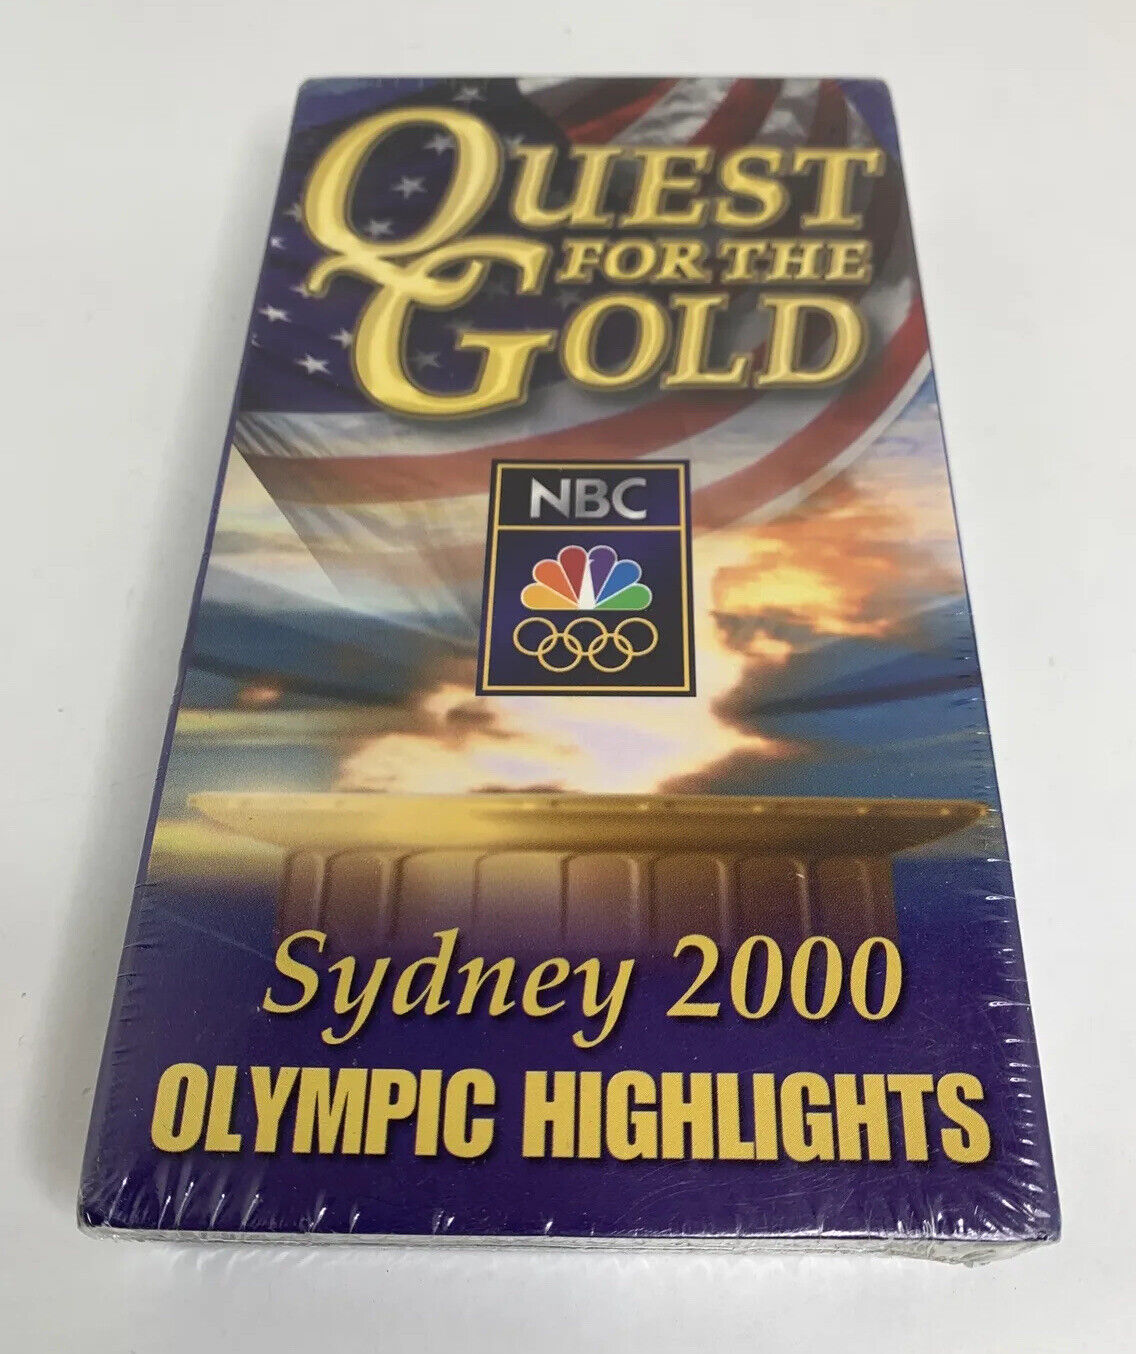 QUEST
FOR THE
GOLD
NBC
Sydney 2000
OLYMPIC HIGHLIGHTS